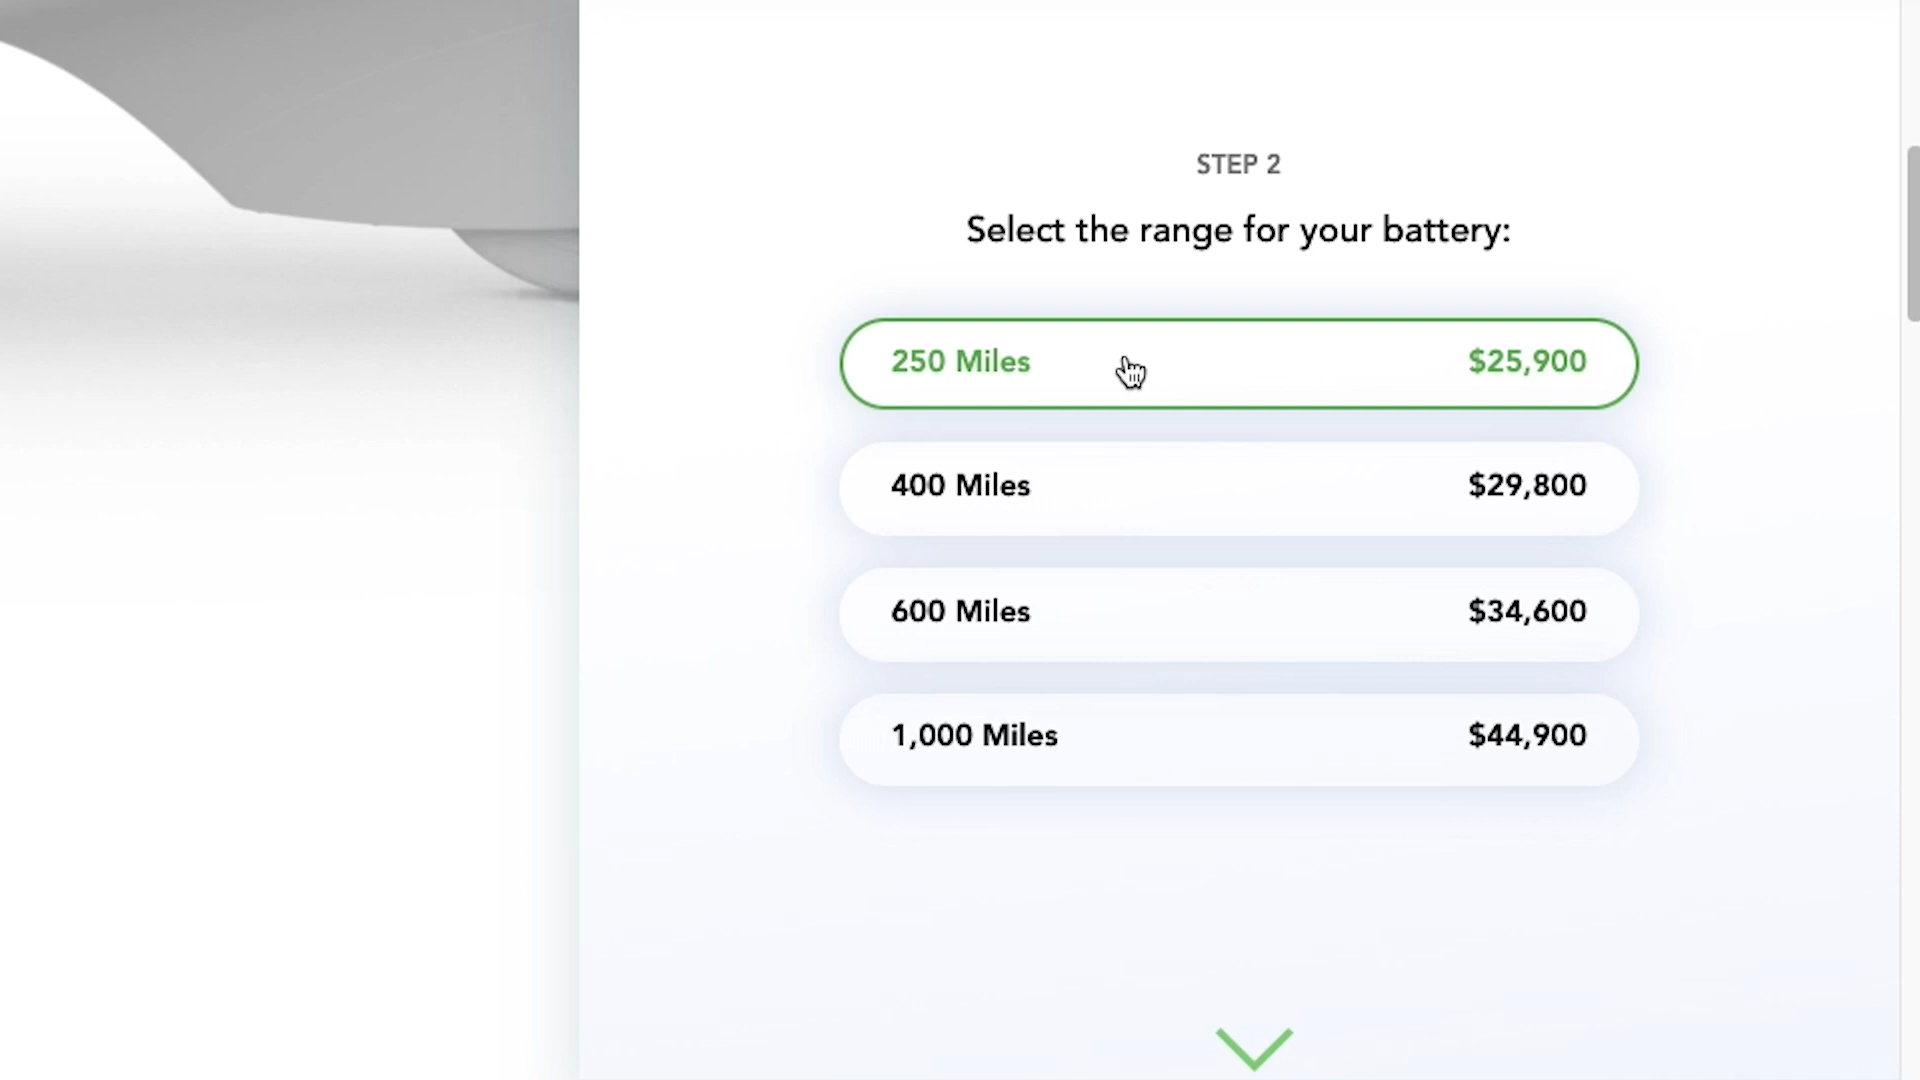 STEP 2
Select the range for your battery:
250 Miles $25,900
400 Miles $29,800
600 Miles $34,600
1,000 Miles $44,900